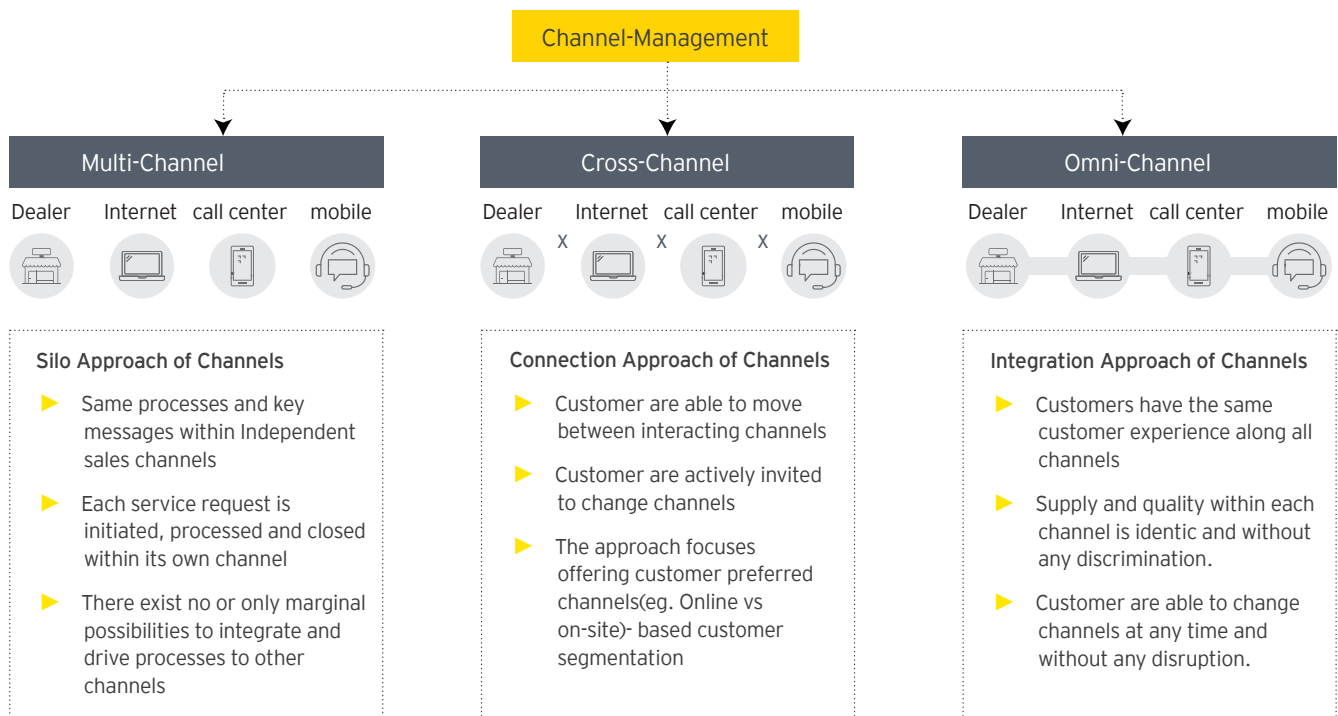 Channel-Management
Multi-Channel
Dealer Internet call center mobile
Silo Approach of Channels
Same processes and key
messages within Independent
sales channels
Each service request is
initiated, processed and closed
within its own channel
There exist no or only marginal
possibilities to integrate and
drive processes to other
channels
Cross-Channel
Dealer Internet call center mobile
X X X
Connection Approach of Channels
Customer are able to move
between interacting channels
Customer are actively invited
to change channels
The approach focuses
offering customer preferred
channels(eg. Online vs
on-site)- based customer
segmentation
Omni-Channel
Dealer Internet call center mobile
Integration Approach of Channels
Customers have the same
customer experience along all
channels
Supply and quality within each
channel is identic and without
any discrimination.
Customer are able to change
channels at any time and
without any disruption.